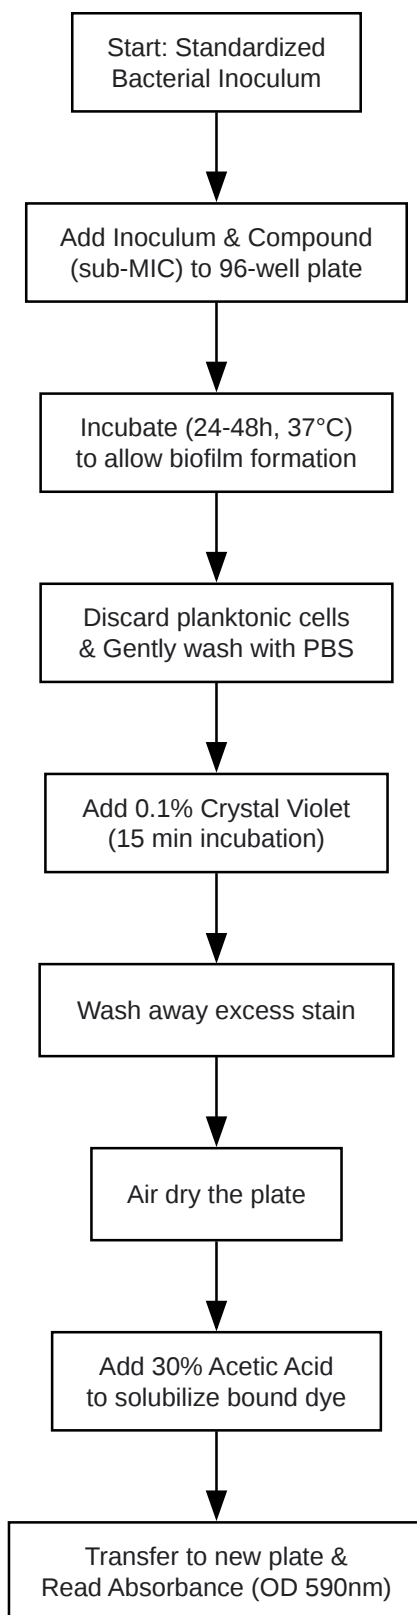 Start: Standardized
Bacterial Inoculum
Add Inoculum & Compound
(sub-MIC) to 96-well plate
Incubate (24-48h, 37°C)
to allow biofilm formation
Discard planktonic cells
& Gently wash with PBS
Add 0.1% Crystal Violet
(15 min incubation)
Wash away excess stain
Air dry the plate
Add 30% Acetic Acid
to solubilize bound dye
Transfer to new plate &
Read Absorbance (OD 590nm)